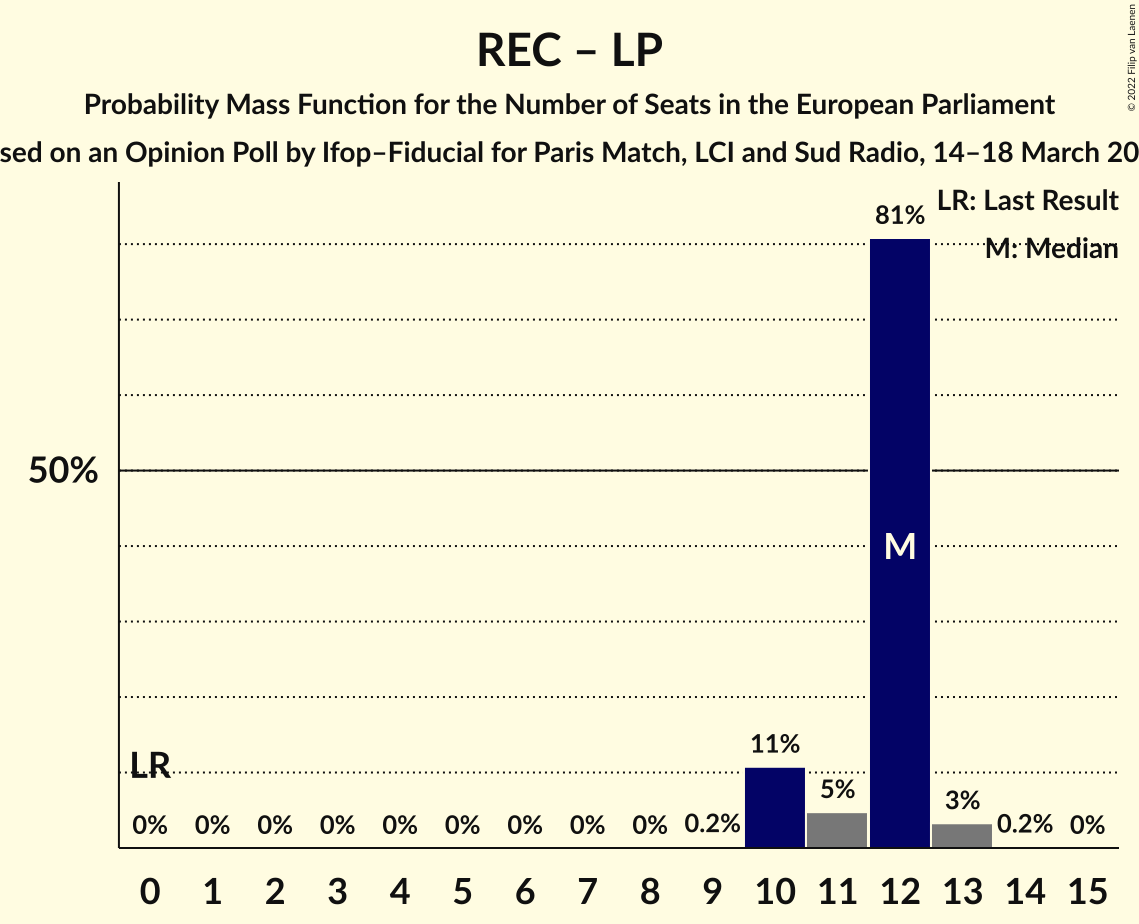 REC – LP
Probability Mass Function for the Number of Seats in the European Parliament
sed on an Opinion Poll by Ifop–Fiducial for Paris Match, LCI and Sud Radio, 14–18 March 20
© 2022 Filip van Laenen
LR: Last Result
M: Median
81%
50%
M
LR
0% 0% 0% 0% 0% 0% 0% 0% 0% 0.2% 11% 5% 3% 0.2% 0%
0 1 2 3 4 5 6 7 8 9 10 11 12 13 14 15